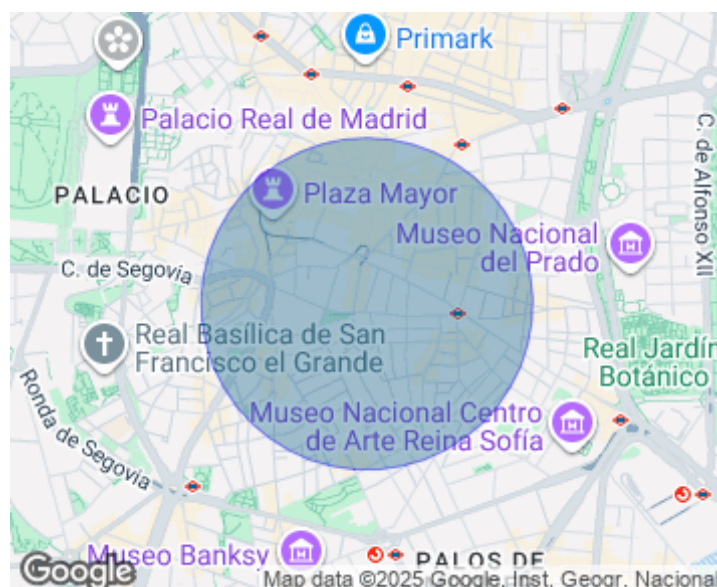 Primark
Palacio Real de Madrid
PALACIO
Plaza Mayor
C. de Alfonso XII
Museo Nacional
del Prado
C. de Segovia
Real Basílica de San
Francisco el Grande
Real Jardín
Botánico
Ronda de Segovia
Museo Nacional Centro
de Arte Reina Sofía
Museo Banksy
PALOS DE
Google
Map data ©2025 Google, Inst. Geogr. Nacional